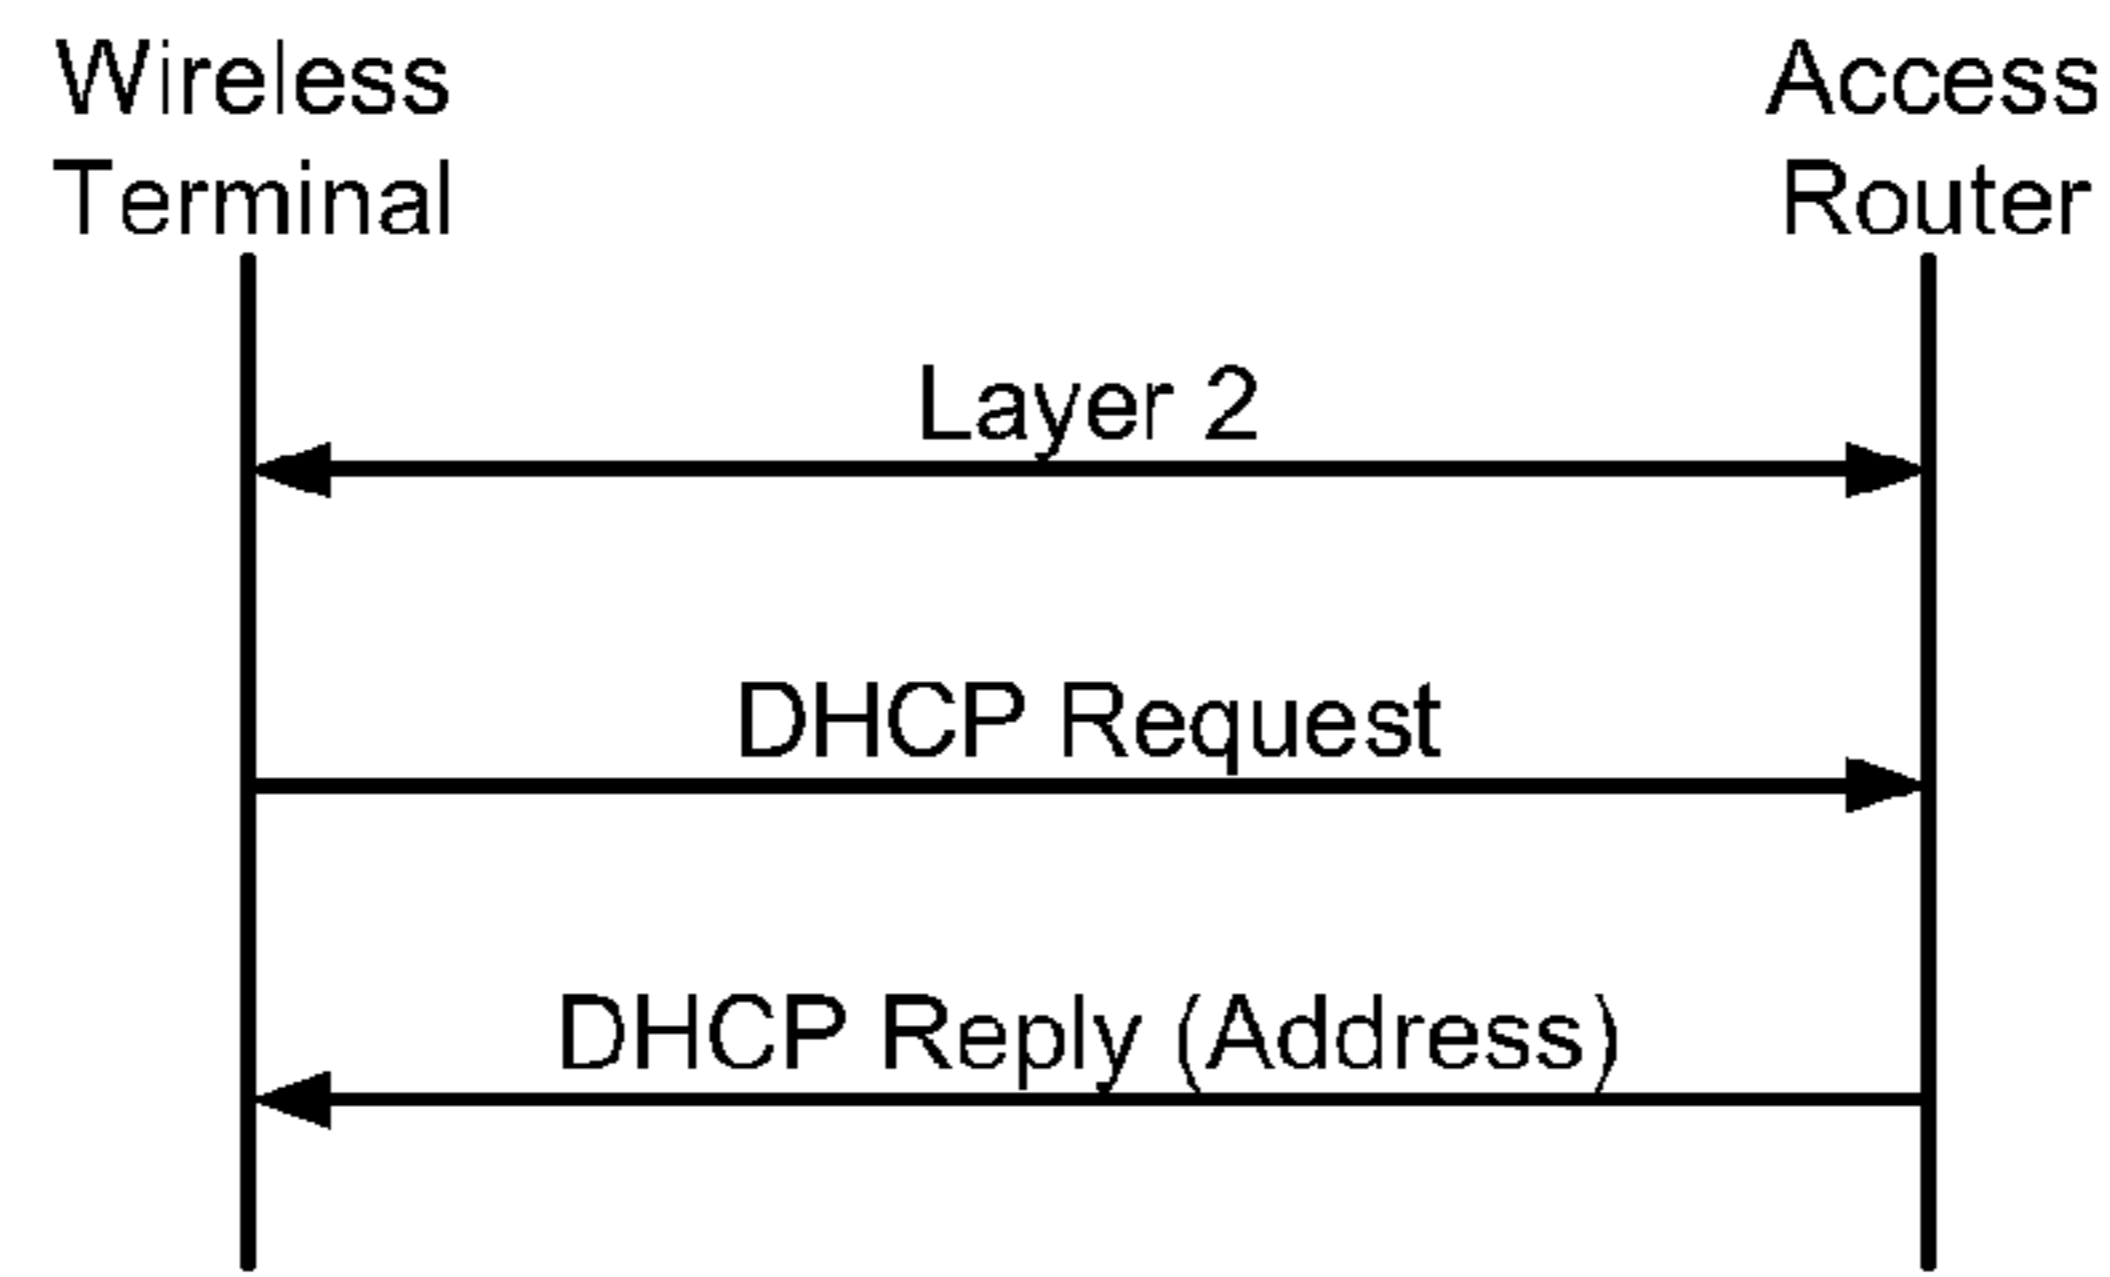 Wireless
Terminal
Access
Router
Layer 2
DHCP Request
DHCP Reply (Address)